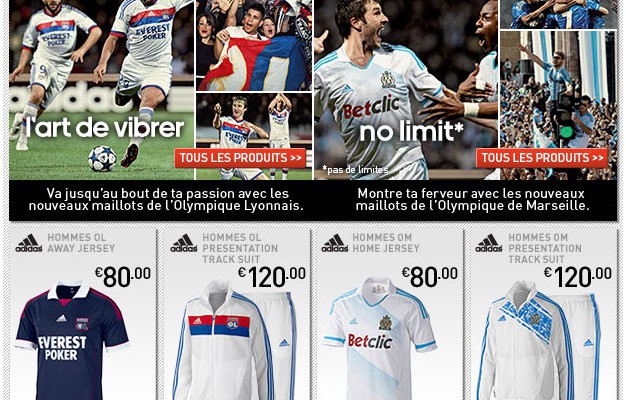 EVEREST
POKER
EVEREST
POKER
l'art de vibrer
TOUS LES PRODUITS >>
Va jusqu'au bout de ta passion avec les
nouveaux maillots de l'Olympique Lyonnais.
Betclic
no limit*
*pas de limites
TOUS LES PRODUITS >>
Montre ta ferveur avec les nouveaux
maillots de l'Olympique de Marseille.
adidas
HOMMES OL
AWAY JERSEY
€80.00
EVEREST
POKER
adidas
HOMMES OL
PRESENTATION
TRACK SUIT
€120.00
OL
adidas
HOMMES OM
HOME JERSEY
€80.00
Betclic
adidas
HOMMES OM
PRESENTATION
TRACK SUIT
€120.00